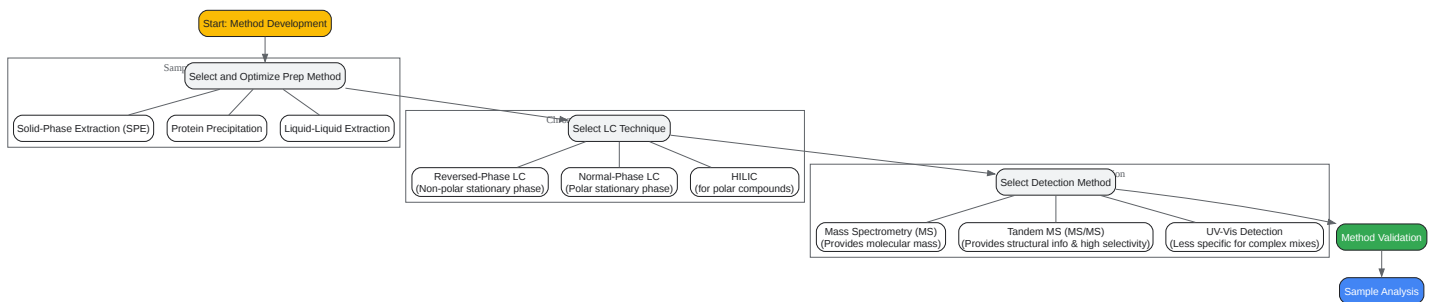 Start: Method Development
Select and Optimize Prep Method
Solid-Phase Extraction (SPE)
Protein Precipitation
Liquid-Liquid Extraction
Select LC Technique
Reversed-Phase LC
(Non-polar stationary phase)
Normal-Phase LC
(Polar stationary phase)
HILIC
(for polar compounds)
Select Detection Method
Mass Spectrometry (MS)
(Provides molecular mass)
Tandem MS (MS/MS)
(Provides structural info & high selectivity)
UV-Vis Detection
(Less specific for complex mixes)
Method Validation
Sample Analysis